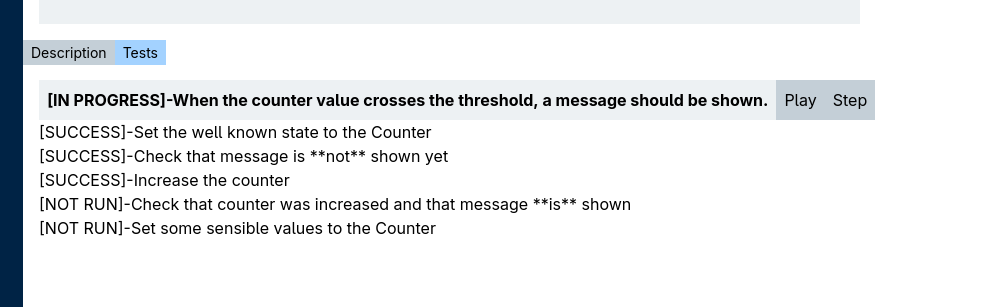 Description Tests
[IN PROGRESS]-When the counter value crosses the threshold, a message should be shown. Play Step
[SUCCESS]-Set the well known state to the Counter
[SUCCESS]-Check that message is **not** shown yet
[SUCCESS]-Increase the counter
[NOT RUN]-Check that counter was increased and that message **is** shown
[NOT RUN]-Set some sensible values to the Counter